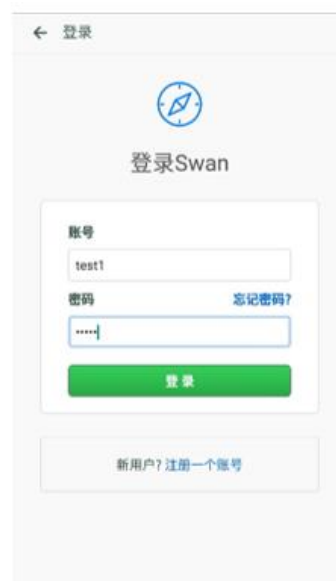 登录
登录Swan
账号
test1
密码 忘记密码?
•••••
登 录
新用户? 注册一个账号